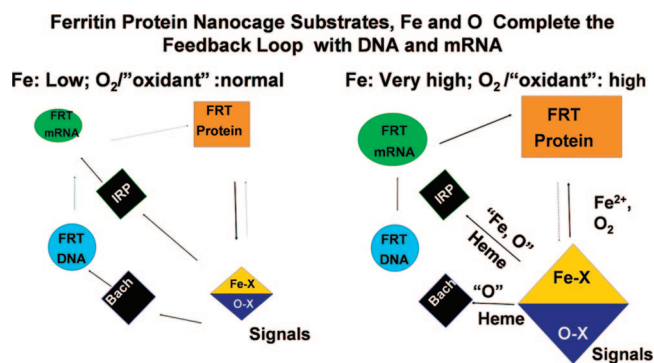 Ferritin Protein Nanocage Substrates, Fe and O Complete the
Feedback Loop with DNA and mRNA
Fe: Low; O₂/”oxidant” :normal
FRT
mRNA
FRT
Protein
IRP
FRT
DNA
Bach
Fe-X
O-X
Signals
Fe: Very high; O₂ /“oxidant”: high
FRT
mRNA
FRT
Protein
IRP
“Fe, O”
Heme
Fe²⁺,
O₂
FRT
DNA
Bach
“O”
Heme
Fe-X
O-X
Signals